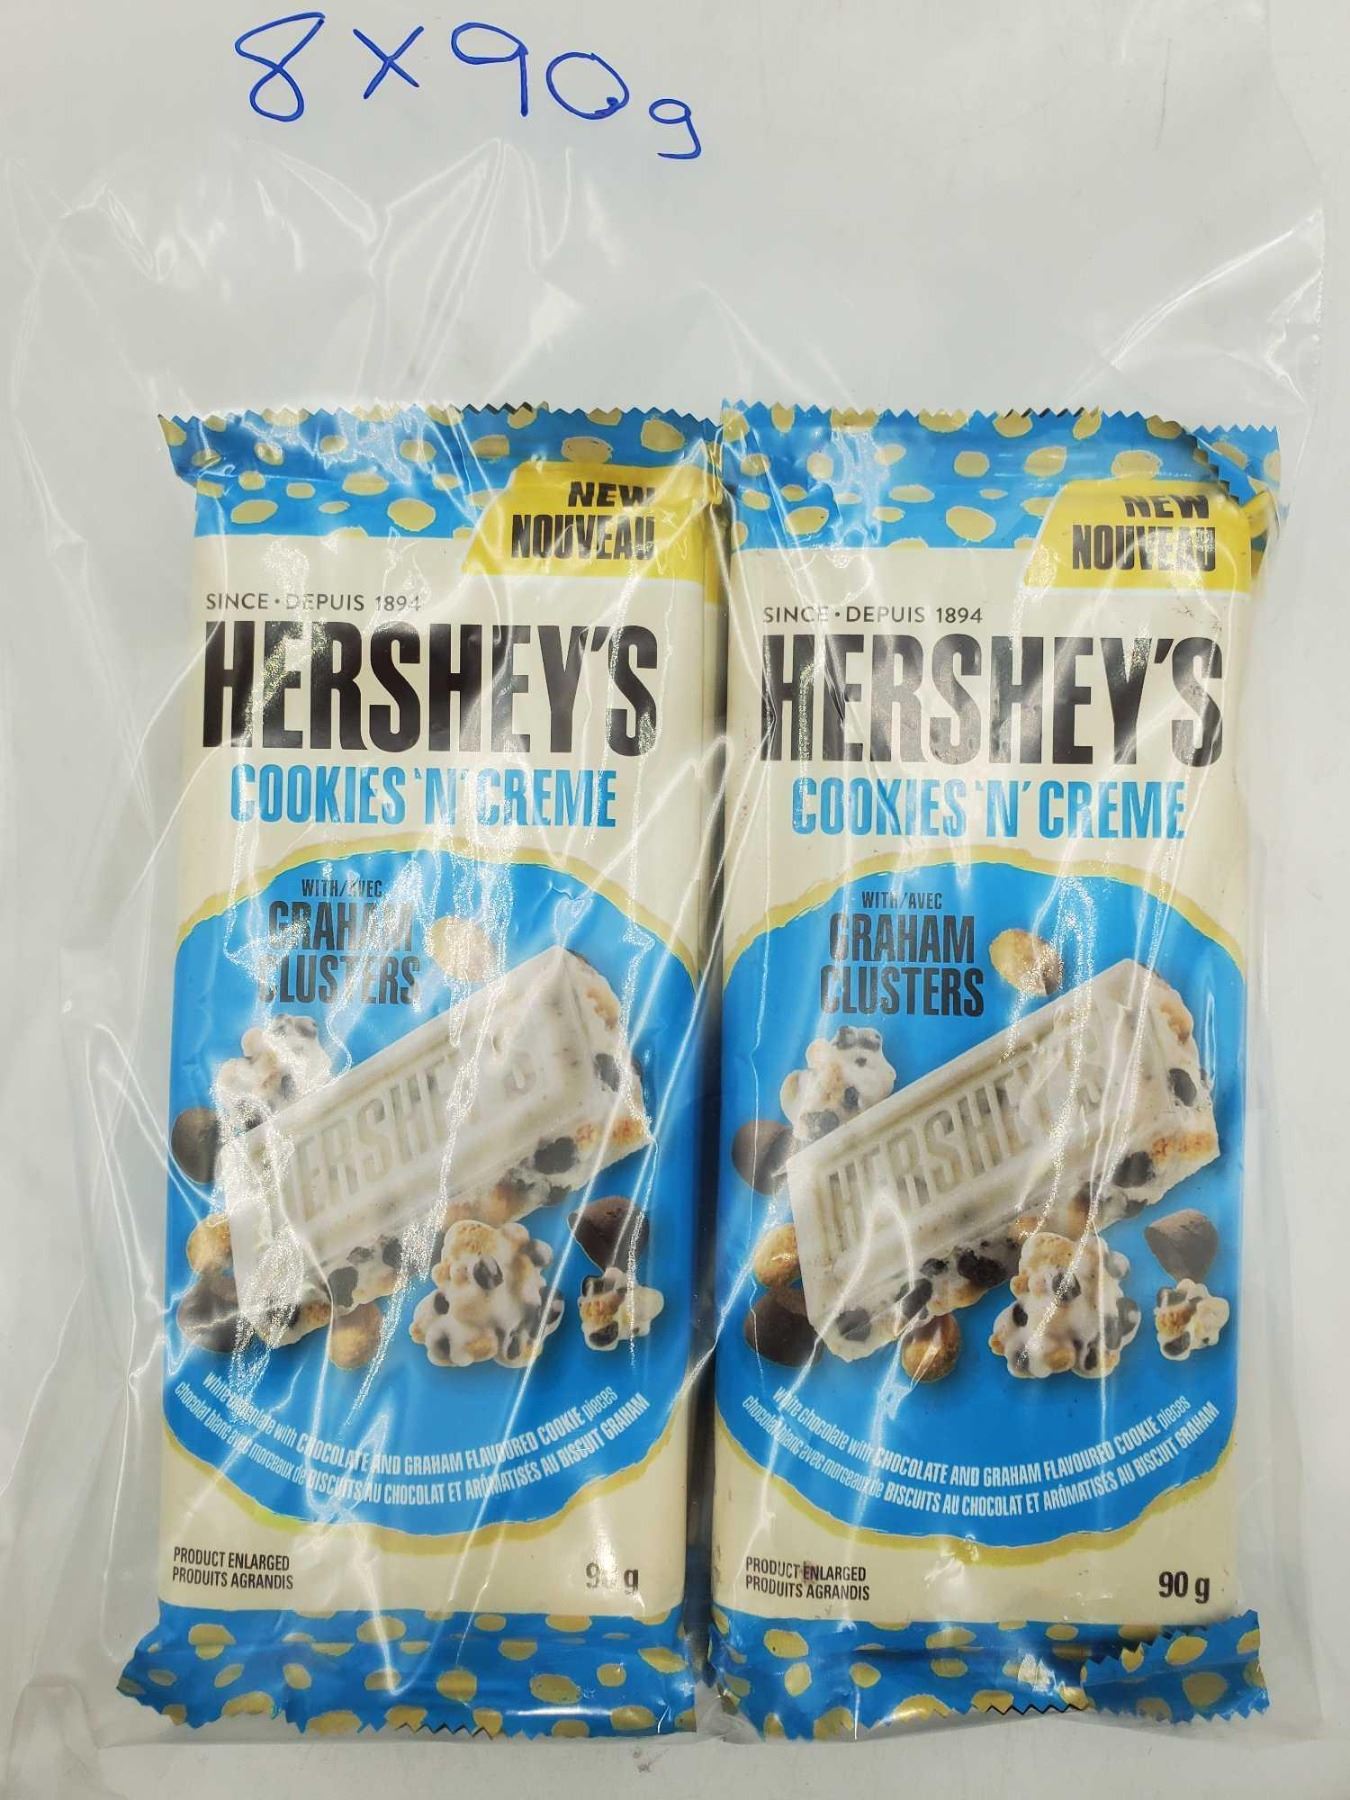 8 X 90g
NEW
NOUVEAU
SINCE • DEPUIS 1894
HERSHEY'S
COOKIES 'N' CREME
WITH/AVEC
GRAHAM
CLUSTERS
HERSHEY'S
white chocolate with CHOCOLATE AND GRAHAM FLAVOURED COOKIE pieces
chocolat blanc avec morceaux de BISCUITS AU CHOCOLAT ET ARÔMATISÉS AU BISCUIT GRAHAM
PRODUCT ENLARGED
PRODUITS AGRANDIS
90 g
NEW
NOUVEAU
SINCE • DEPUIS 1894
HERSHEY'S
COOKIES 'N' CREME
WITH/AVEC
GRAHAM
CLUSTERS
HERSHEY'S
white chocolate with CHOCOLATE AND GRAHAM FLAVOURED COOKIE pieces
chocolat blanc avec morceaux de BISCUITS AU CHOCOLAT ET ARÔMATISÉS AU BISCUIT GRAHAM
PRODUCT ENLARGED
PRODUITS AGRANDIS
90 g